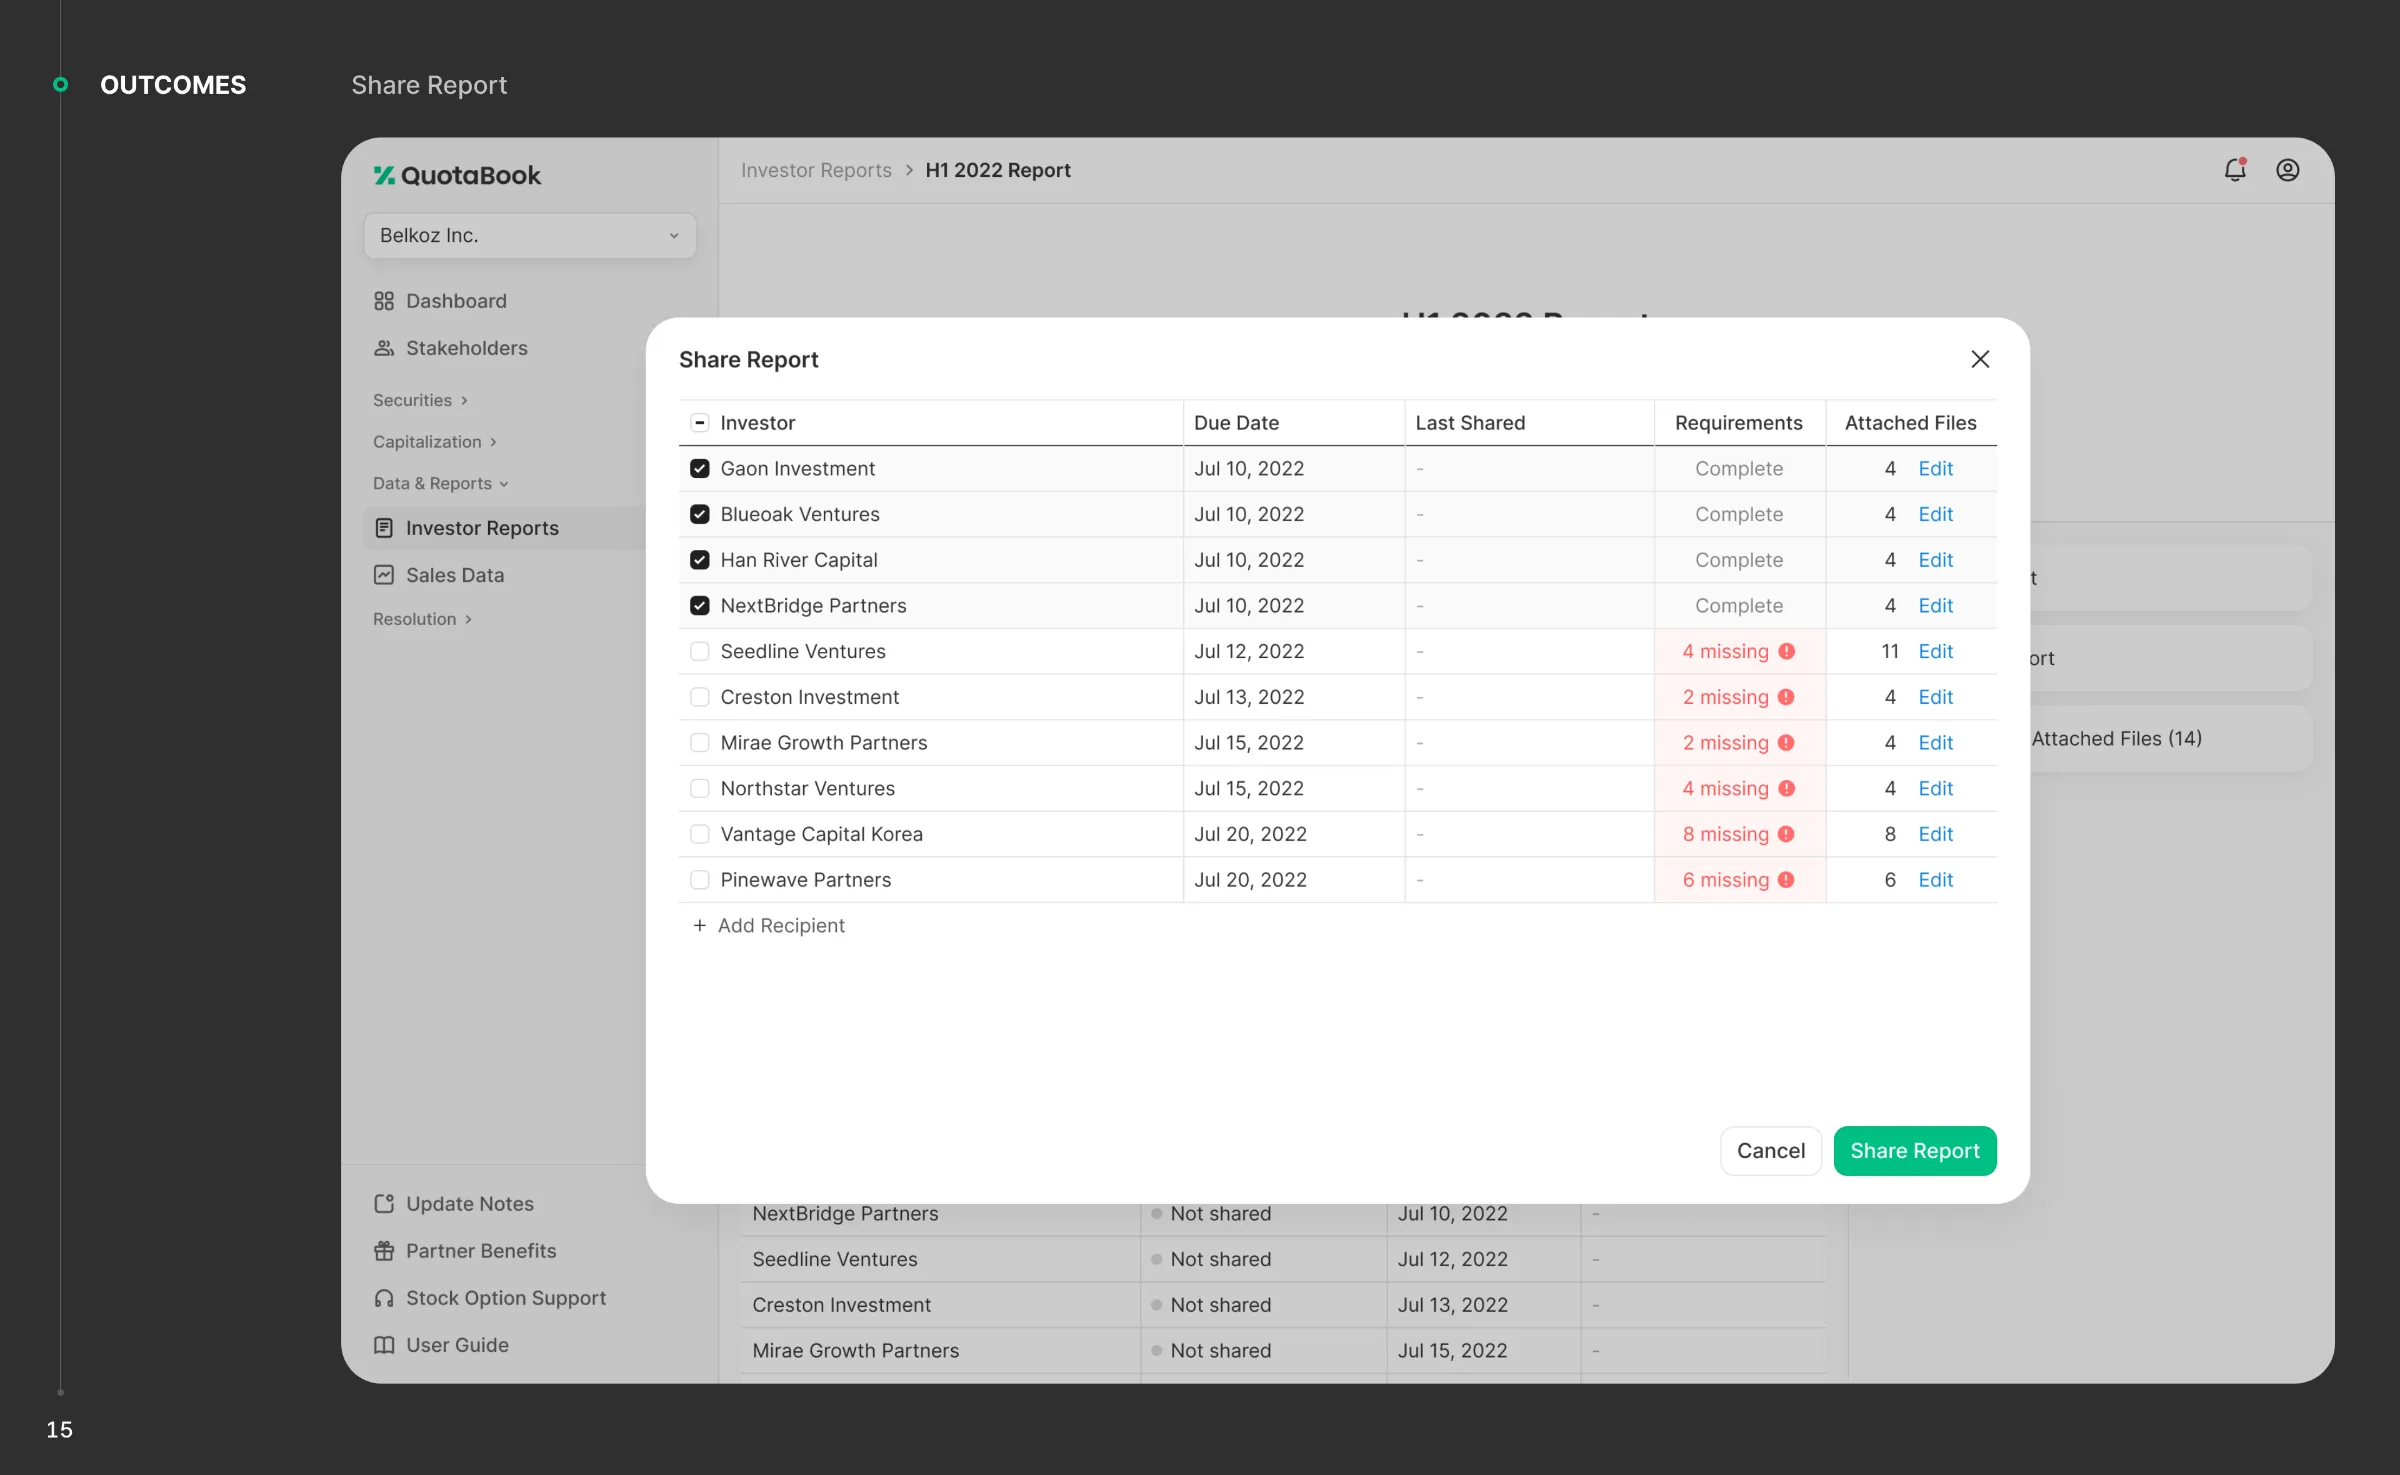 OUTCOMES
Share Report
QuotaBook
Investor Reports > H1 2022 Report
Belkoz Inc.
Dashboard
Stakeholders
Securities >
Capitalization >
Data & Reports
Investor Reports
Sales Data
Resolution >
Update Notes
Partner Benefits
Stock Option Support
User Guide
Share Report
Investor Due Date Last Shared Requirements Attached Files
Gaon Investment Jul 10, 2022 - Complete 4 Edit
Blueoak Ventures Jul 10, 2022 - Complete 4 Edit
Han River Capital Jul 10, 2022 - Complete 4 Edit
NextBridge Partners Jul 10, 2022 - Complete 4 Edit
Seedline Ventures Jul 12, 2022 - 4 missing 11 Edit
Creston Investment Jul 13, 2022 - 2 missing 4 Edit
Mirae Growth Partners Jul 15, 2022 - 2 missing 4 Edit
Northstar Ventures Jul 15, 2022 - 4 missing 4 Edit
Vantage Capital Korea Jul 20, 2022 - 8 missing 8 Edit
Pinewave Partners Jul 20, 2022 - 6 missing 6 Edit
+ Add Recipient
Cancel Share Report
Attached Files (14)
NextBridge Partners Not shared Jul 10, 2022 -
Seedline Ventures Not shared Jul 12, 2022 -
Creston Investment Not shared Jul 13, 2022 -
Mirae Growth Partners Not shared Jul 15, 2022 -
15